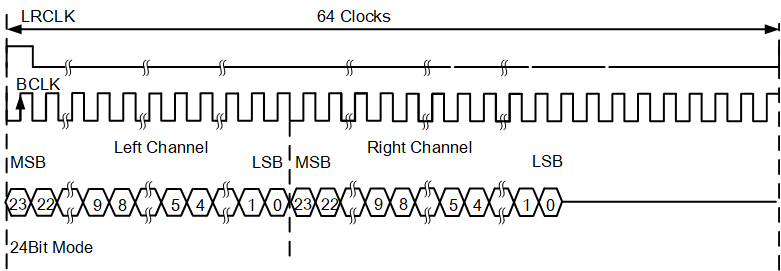 LRCLK
64 Clocks
BCLK
Left Channel
Right Channel
MSB
LSB
MSB
LSB
23 22 9 8 5 4 1 0 23 22 9 8 5 4 1 0
24Bit Mode